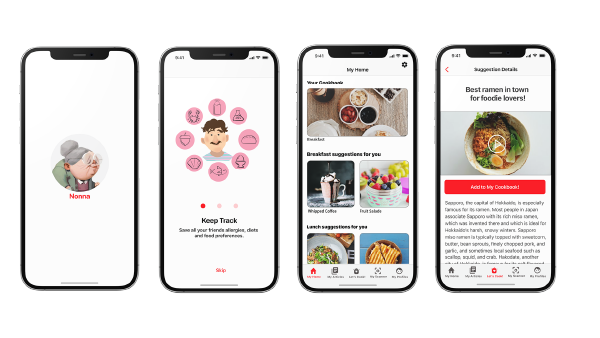 Nonna
9:41
Keep Track
Save all your friends allergies, diets
and food preferences.
Skip
9:41
My Home
Your Cookbook
Breakfast
Breakfast suggestions for you
Whipped Coffee
Fruit Salade
Lunch suggestions for you
My Home
My Articles
Let's Cook!
My Scanner
My Profiles
9:41
Suggestion Details
Best ramen in town
for foodie lovers!
Add to My Cookbook!
Sapporo, the capital of Hokkaido, is especially
famous for its ramen. Most people in Japan
associate Sapporo with its rich miso ramen,
which was invented there and which is ideal for
Hokkaido's harsh, snowy winters. Sapporo
miso ramen is typically topped with sweetcorn,
butter, bean sprouts, finely chopped pork, and
garlic, and sometimes local seafood such as
scallop, squid, and crab. Hakodate, another
My Home
My Articles
Let's Cook!
My Scanner
My Profiles